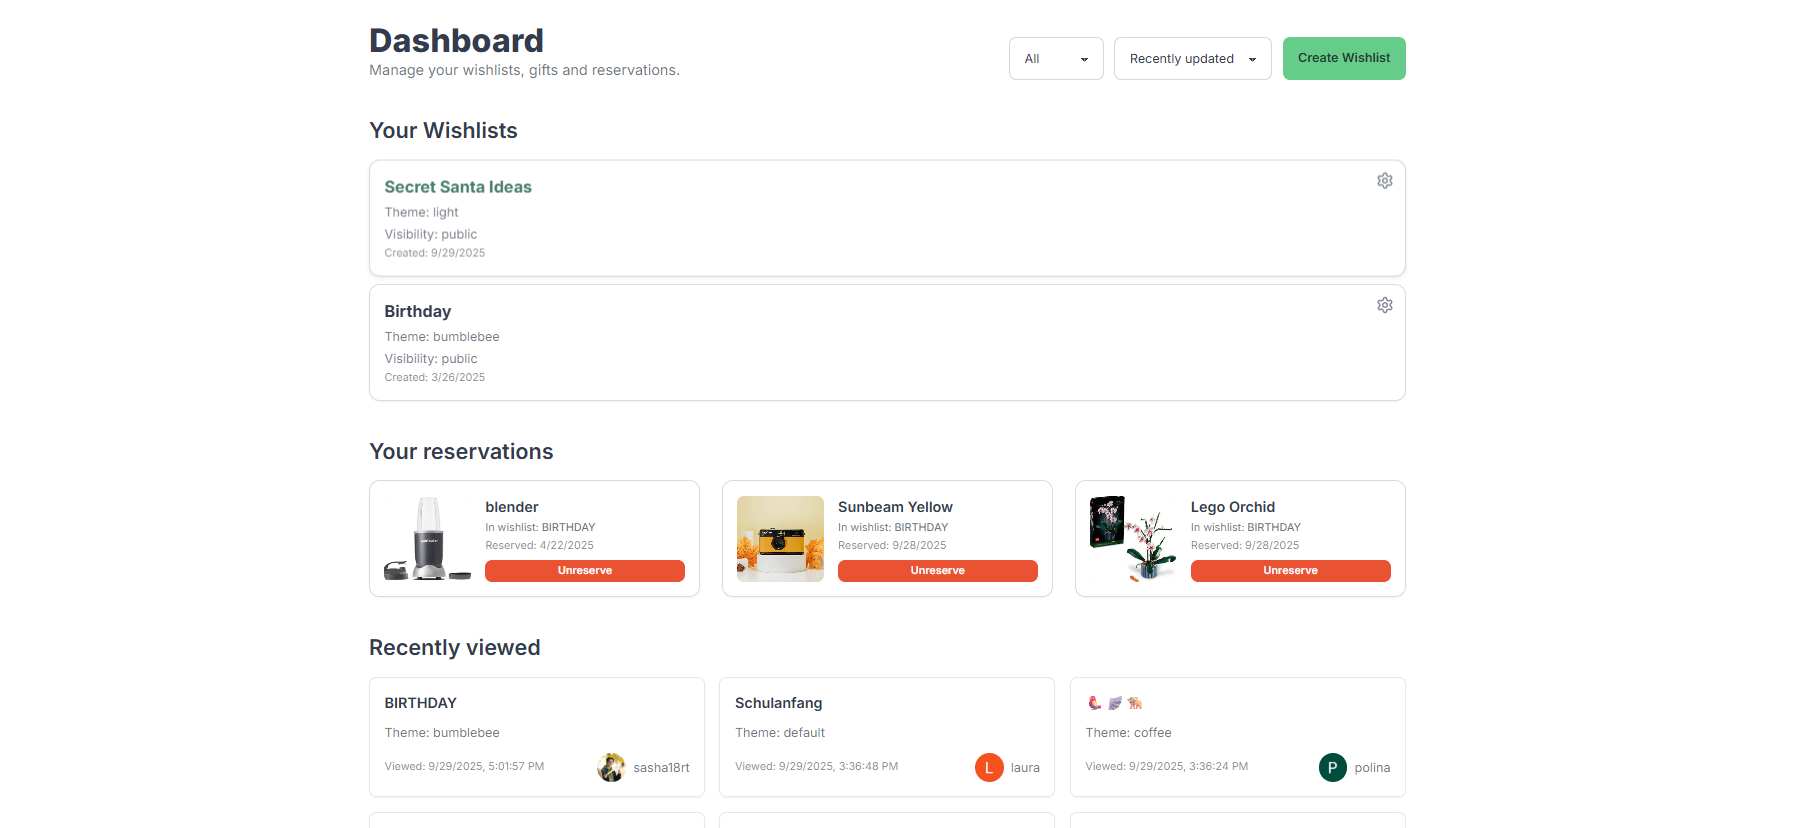 Dashboard
Manage your wishlists, gifts and reservations.
All
Recently updated
Create Wishlist
Your Wishlists
Secret Santa Ideas
Theme: light
Visibility: public
Created: 9/29/2025
Birthday
Theme: bumblebee
Visibility: public
Created: 3/26/2025
Your reservations
blender
In wishlist: BIRTHDAY
Reserved: 4/22/2025
Unreserve
Sunbeam Yellow
In wishlist: BIRTHDAY
Reserved: 9/28/2025
Unreserve
Lego Orchid
In wishlist: BIRTHDAY
Reserved: 9/28/2025
Unreserve
Recently viewed
BIRTHDAY
Theme: bumblebee
Viewed: 9/29/2025, 5:01:57 PM
sasha18rt
Schulanfang
Theme: default
Viewed: 9/29/2025, 3:36:48 PM
L
laura
Theme: coffee
Viewed: 9/29/2025, 3:36:24 PM
P
polina